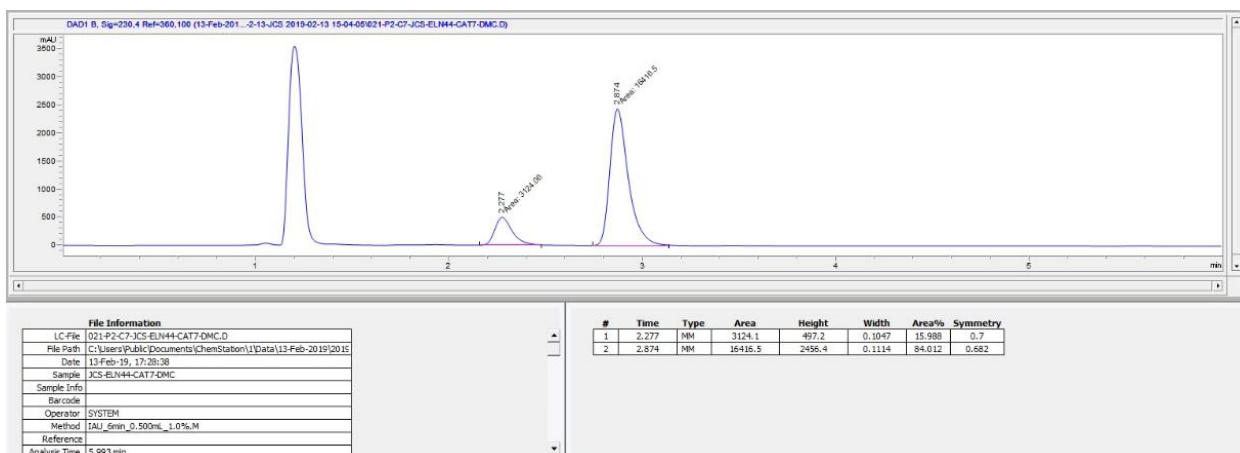 DAD1 B, Sig=230,4 Ref=360,100 (13-Feb-201...-2-13-JCS 2019-02-13 15-04-05\021-P2-C7-JCS-ELN44-CAT7-DMC.D)
mAU
3500
3000
2500
2000
1500
1000
500
0
2.277
Area: 3124.08
2.874
Area: 16416.5
1 2 3 4 5 min
File Information
LC-File 021-P2-C7-JCS-ELN44-CAT7-DMC.D
File Path C:\Users\Public\Documents\ChemStation\1\Data\13-Feb-2019\2019
Date 13-Feb-19, 17:28:38
Sample JCS-ELN44-CAT7-DMC
Sample Info
Barcode
Operator SYSTEM
Method IAU_6min_0.500mL_1.0%.M
Reference
Analysis Time 5.993 min
# Time Type Area Height Width Area% Symmetry
1 2.277 MM 3124.1 497.2 0.1047 15.988 0.7
2 2.874 MM 16416.5 2456.4 0.1114 84.012 0.682